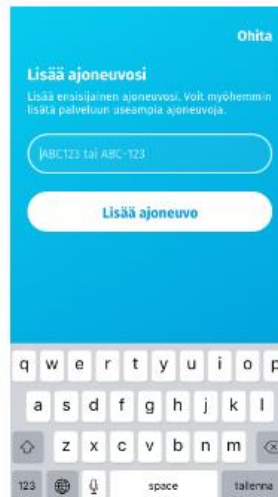 Ohita
Lisää ajoneuvosi
Lisää ensisijainen ajoneuvosi. Voit myöhemmin
lisätä palveluun useampia ajoneuvoja.
ABC123 tai ABC-123
Lisää ajoneuvo
q w e r t y u i o p
a s d f g h j k l
z x c v b n m
123 space tallenna